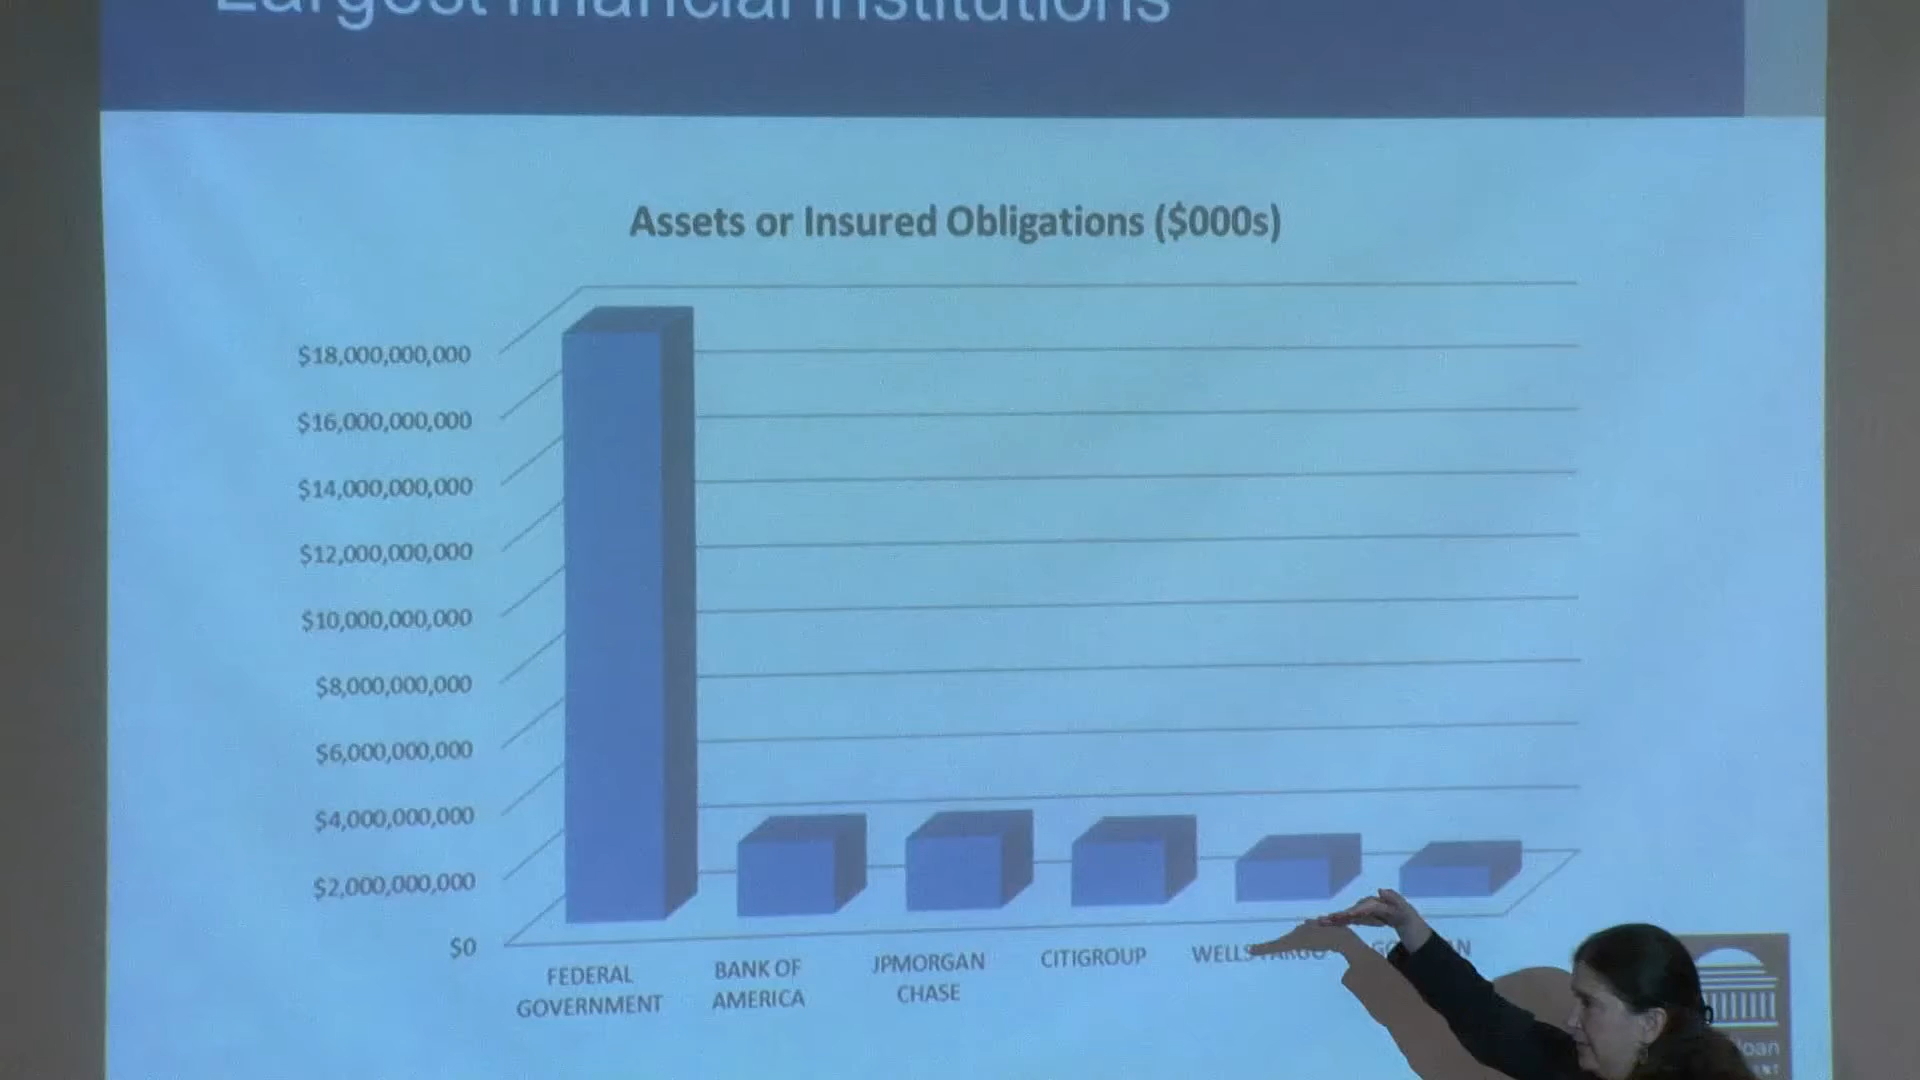 Largest financial institutions
Assets or Insured Obligations ($000s)
$18,000,000,000
$16,000,000,000
$14,000,000,000
$12,000,000,000
$10,000,000,000
$8,000,000,000
$6,000,000,000
$4,000,000,000
$2,000,000,000
$0
FEDERAL
GOVERNMENT
BANK OF
AMERICA
JPMORGAN
CHASE
CITIGROUP
WELLS FARGO